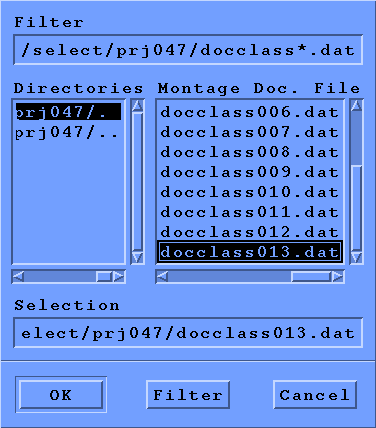 Filter
/select/prj047/docclass*.dat
Directories
Montage Doc. File
prj047/.
prj047/..
docclass006.dat
docclass007.dat
docclass008.dat
docclass009.dat
docclass010.dat
docclass011.dat
docclass012.dat
docclass013.dat
Selection
elect/prj047/docclass013.dat
OK
Filter
Cancel